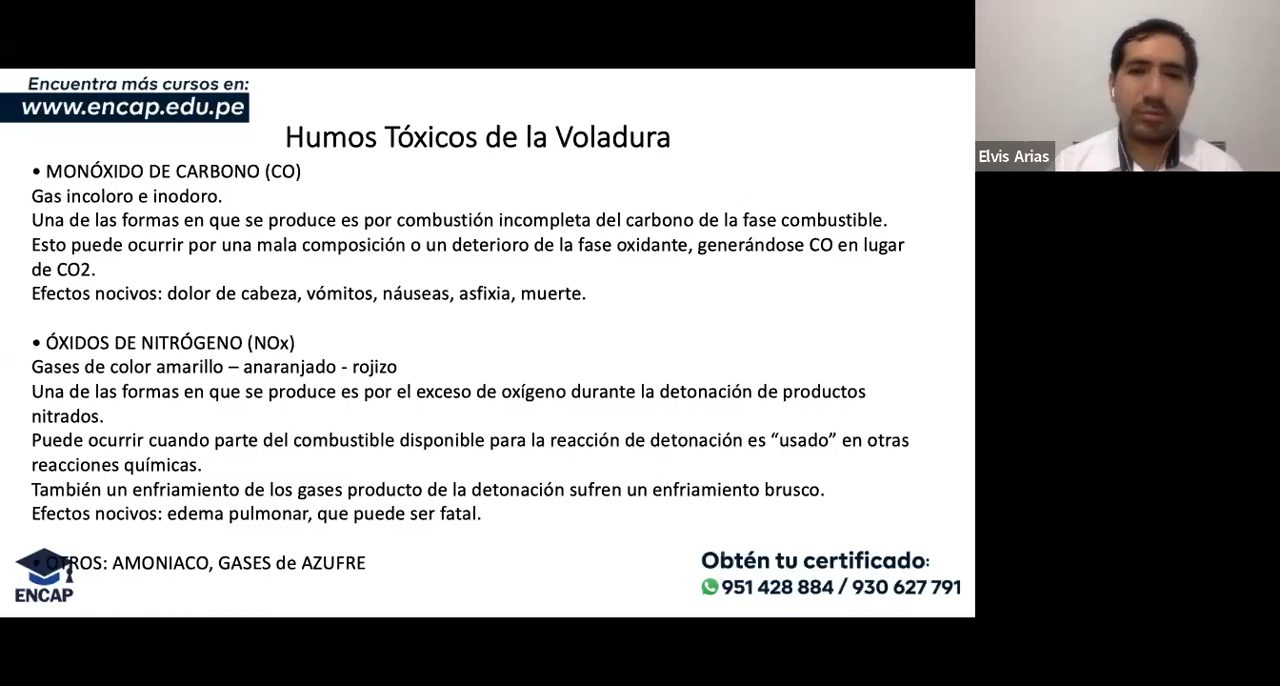 Encuentra más cursos en:
www.encap.edu.pe
Humos Tóxicos de la Voladura
• MONÓXIDO DE CARBONO (CO)
Gas incoloro e inodoro.
Una de las formas en que se produce es por combustión incompleta del carbono de la fase combustible.
Esto puede ocurrir por una mala composición o un deterioro de la fase oxidante, generándose CO en lugar
de CO2.
Efectos nocivos: dolor de cabeza, vómitos, náuseas, asfixia, muerte.
• ÓXIDOS DE NITRÓGENO (NOx)
Gases de color amarillo – anaranjado - rojizo
Una de las formas en que se produce es por el exceso de oxígeno durante la detonación de productos
nitrados.
Puede ocurrir cuando parte del combustible disponible para la reacción de detonación es “usado” en otras
reacciones químicas.
También un enfriamiento de los gases producto de la detonación sufren un enfriamiento brusco.
Efectos nocivos: edema pulmonar, que puede ser fatal.
• OTROS: AMONIACO, GASES de AZUFRE
ENCAP
Obtén tu certificado:
951 428 884 / 930 627 791
Elvis Arias